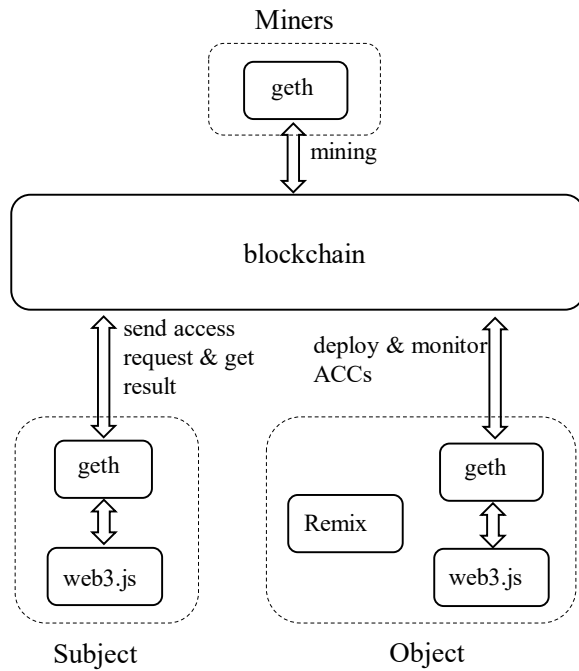 Miners
geth
mining
blockchain
send access
request & get
result
deploy & monitor
ACCs
geth
web3.js
Remix
geth
web3.js
Subject
Object